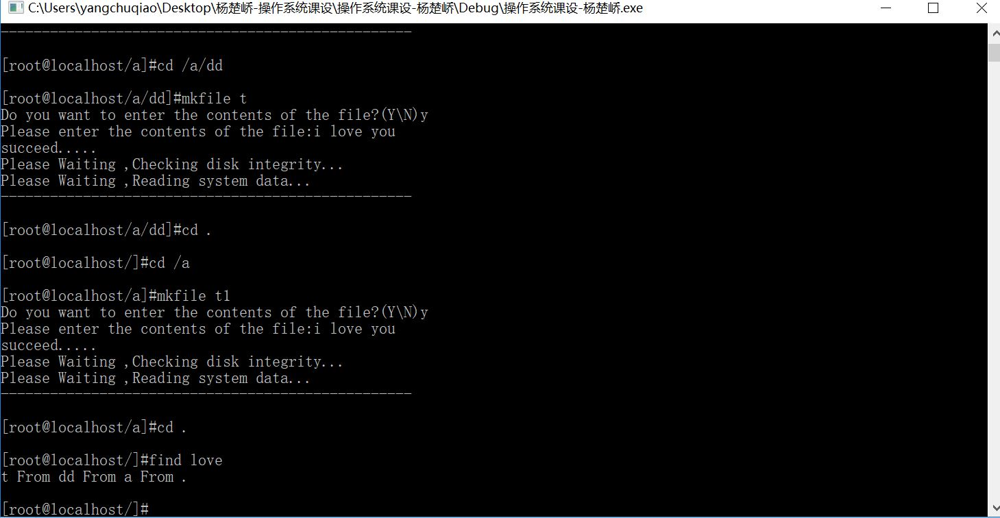 C:\Users\yangchuqiao\Desktop\杨楚峤-操作系统课设\操作系统课设-杨楚峤\Debug\操作系统课设-杨楚峤.exe
--------------------------------------------------
[root@localhost/a]#cd /a/dd
[root@localhost/a/dd]#mkfile t
Do you want to enter the contents of the file?(Y\N)y
Please enter the contents of the file:i love you
succeed.....
Please Waiting ,Checking disk integrity...
Please Waiting ,Reading system data...
--------------------------------------------------
[root@localhost/a/dd]#cd .
[root@localhost/]#cd /a
[root@localhost/a]#mkfile t1
Do you want to enter the contents of the file?(Y\N)y
Please enter the contents of the file:i love you
succeed.....
Please Waiting ,Checking disk integrity...
Please Waiting ,Reading system data...
--------------------------------------------------
[root@localhost/a]#cd .
[root@localhost/]#find love
t From dd From a From .
[root@localhost/]#